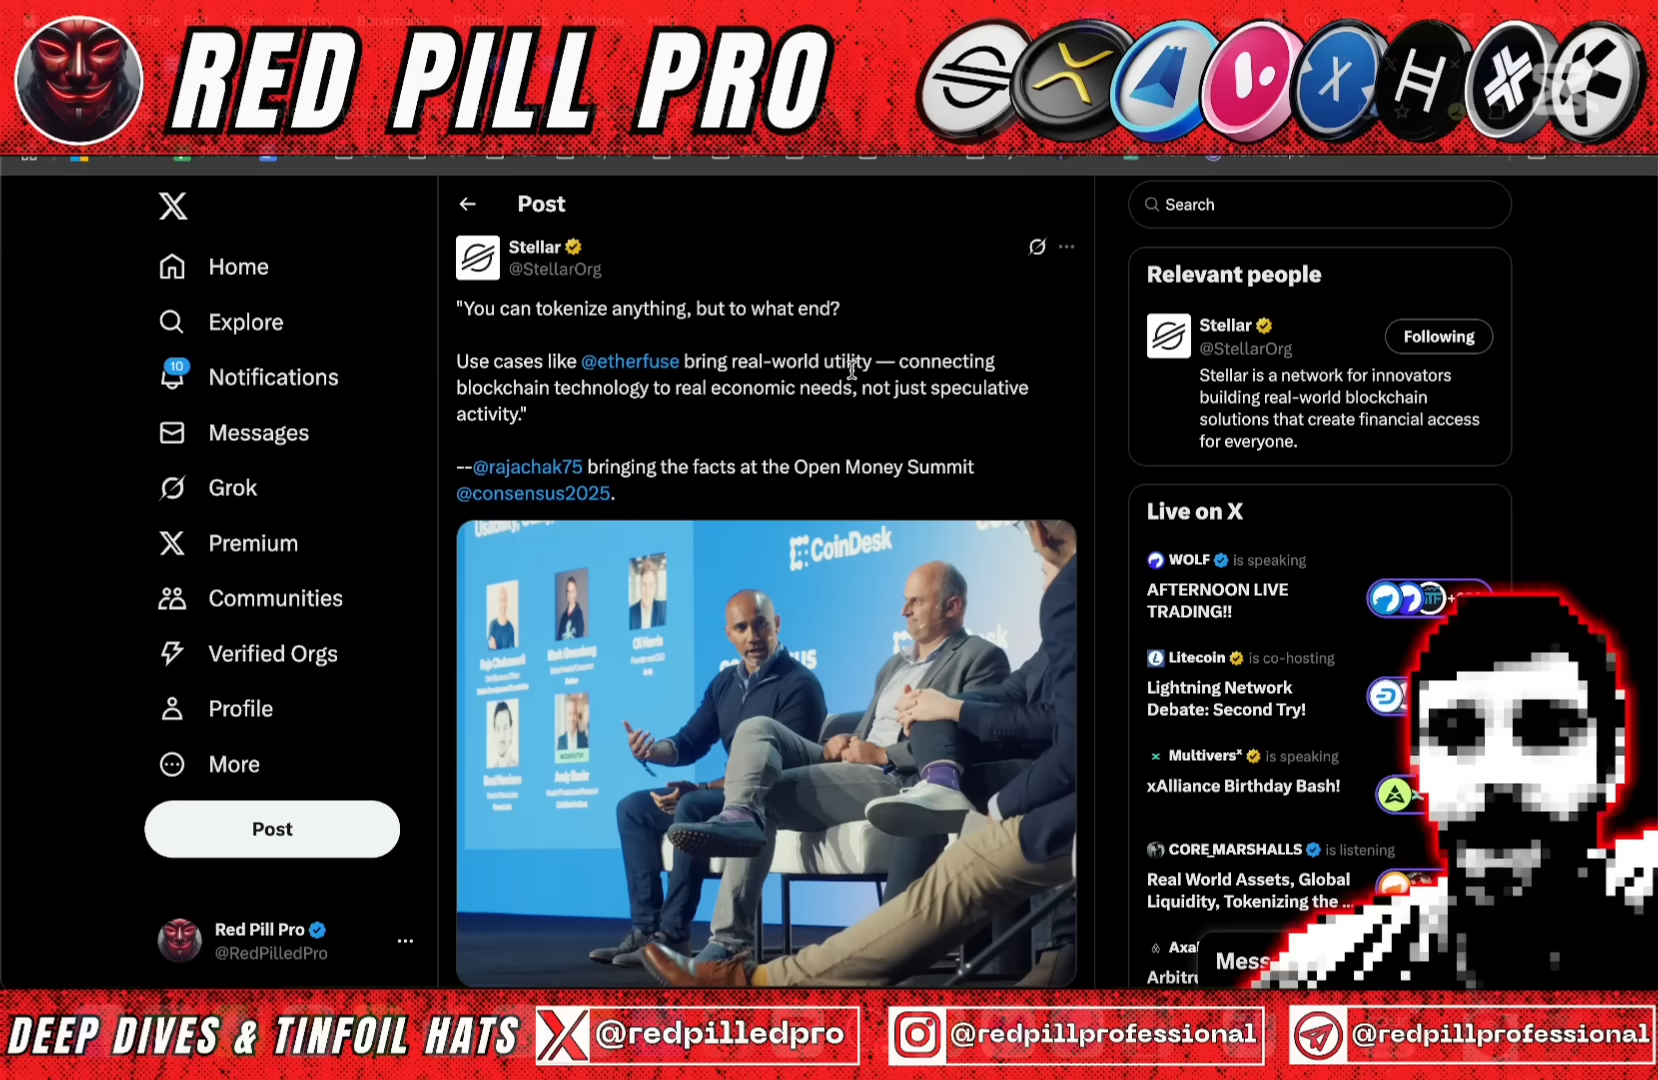 RED PILL PRO
Post
Search
Stellar
@StellarOrg
"You can tokenize anything, but to what end?
Use cases like @etherfuse bring real-world utility — connecting
blockchain technology to real economic needs, not just speculative
activity."
--@rajachak75 bringing the facts at the Open Money Summit
@consensus2025.
Home
Explore
10
Notifications
Messages
Grok
Premium
Communities
Verified Orgs
Profile
More
Post
Red Pill Pro
@RedPilledPro
CoinDesk
Relevant people
Stellar
@StellarOrg
Following
Stellar is a network for innovators
building real-world blockchain
solutions that create financial access
for everyone.
Live on X
WOLF is speaking
AFTERNOON LIVE
TRADING!!
Litecoin is co-hosting
Lightning Network
Debate: Second Try!
Multiversˣ is speaking
xAlliance Birthday Bash!
CORE_MARSHALLS is listening
Real World Assets, Global
Liquidity, Tokenizing the ...
DEEP DIVES & TINFOIL HATS
@redpilledpro
@redpillprofessional
@redpillprofessional